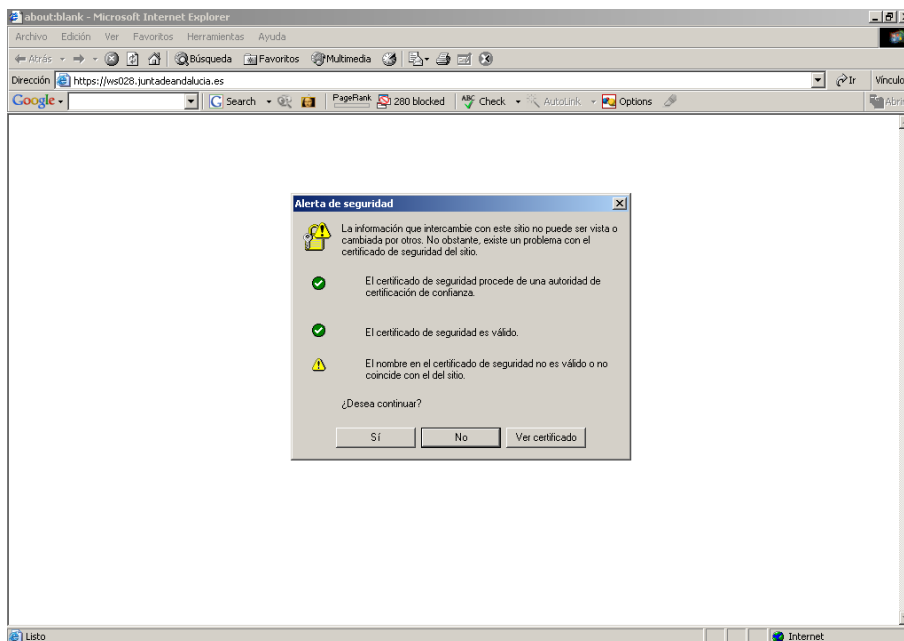 about:blank - Microsoft Internet Explorer
Archivo Edición Ver Favoritos Herramientas Ayuda
Atrás Búsqueda Favoritos Multimedia
Dirección https://ws028.juntadeandalucia.es Ir Vínculo
Google Search PageRank 280 blocked ABC Check AutoLink Options Abrir
Alerta de seguridad
La información que intercambie con este sitio no puede ser vista o
cambiada por otros. No obstante, existe un problema con el
certificado de seguridad del sitio.
El certificado de seguridad procede de una autoridad de
certificación de confianza.
El certificado de seguridad es válido.
El nombre en el certificado de seguridad no es válido o no
coincide con el del sitio.
¿Desea continuar?
Sí No Ver certificado
Listo Internet